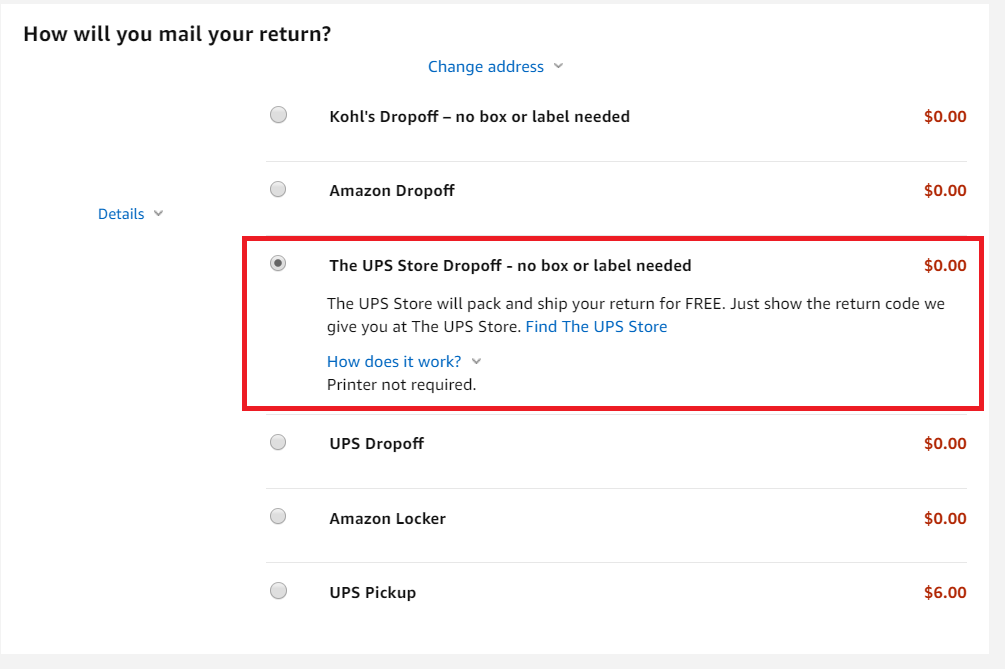 How will you mail your return?
Change address
Kohl's Dropoff – no box or label needed $0.00
Amazon Dropoff $0.00
Details
The UPS Store Dropoff - no box or label needed $0.00
The UPS Store will pack and ship your return for FREE. Just show the return code we
give you at The UPS Store. Find The UPS Store
How does it work?
Printer not required.
UPS Dropoff $0.00
Amazon Locker $0.00
UPS Pickup $6.00